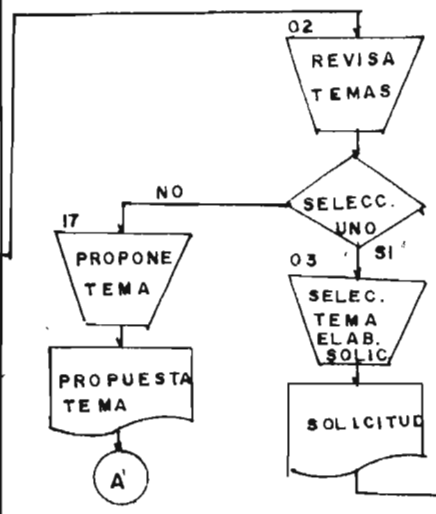 02
REVISA
TEMAS
SELECC.
UNO
NO
SI
17
PROPONE
TEMA
03
SELEC.
TEMA
ELAB.
SOLIC
PROPUESTA
TEMA
SOLICITUD
A'